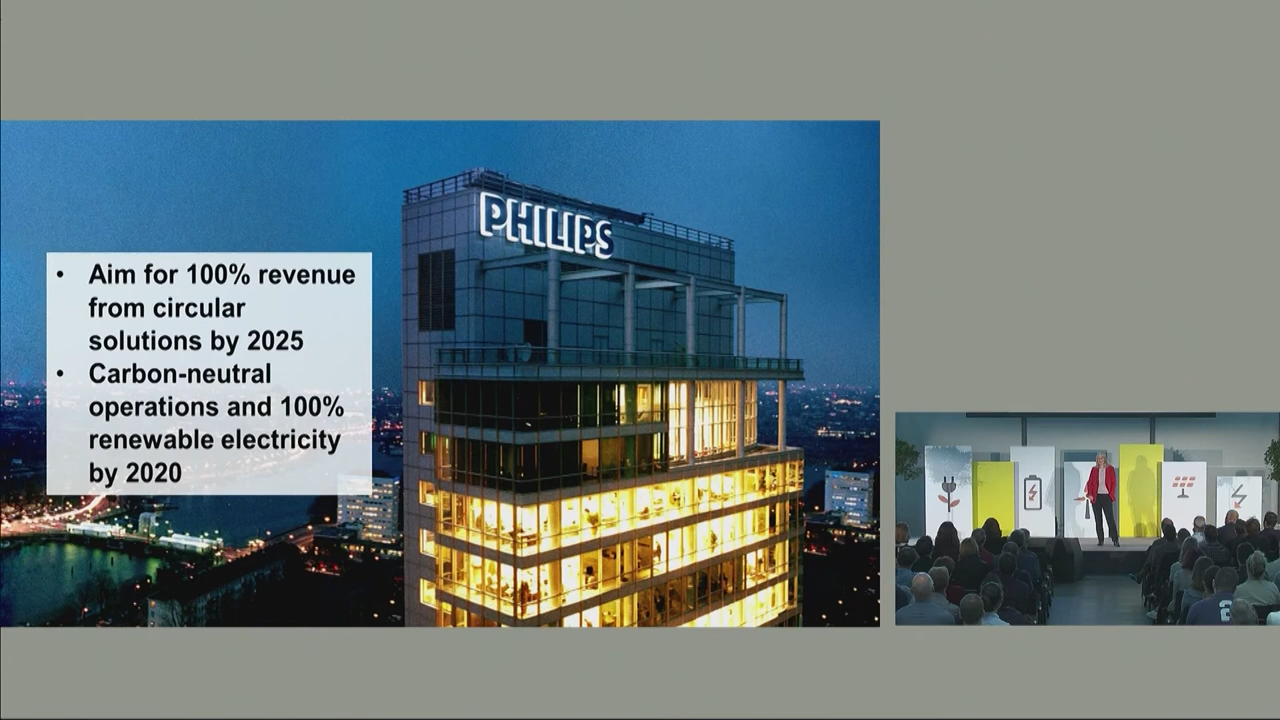 PHILIPS
• Aim for 100% revenue
from circular
solutions by 2025
• Carbon-neutral
operations and 100%
renewable electricity
by 2020
2